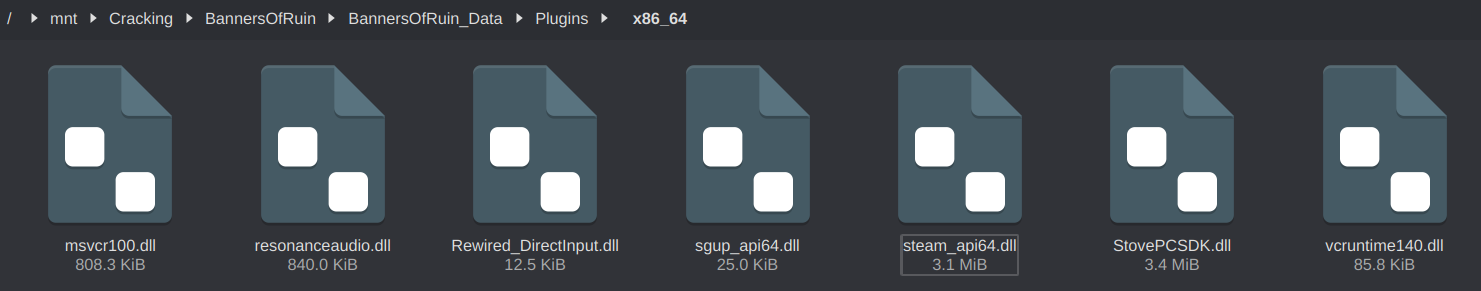 / mnt Cracking BannersOfRuin BannersOfRuin_Data Plugins x86_64
msvcr100.dll resonanceaudio.dll Rewired_DirectInput.dll sgup_api64.dll steam_api64.dll StovePCSDK.dll vcruntime140.dll
808.3 KiB 840.0 KiB 12.5 KiB 25.0 KiB 3.1 MiB 3.4 MiB 85.8 KiB